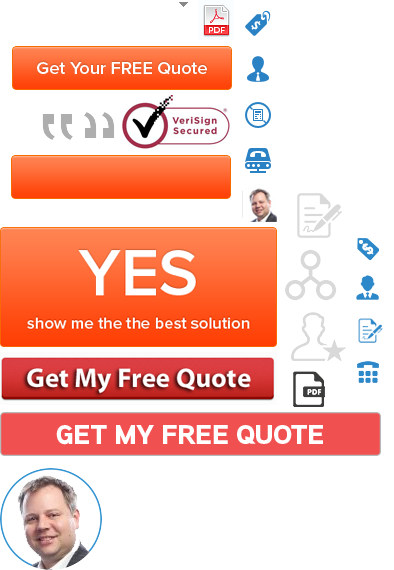 PDF
Get Your FREE Quote
VeriSign
Secured
YES
show me the the best solution
PDF
Get My Free Quote
GET MY FREE QUOTE